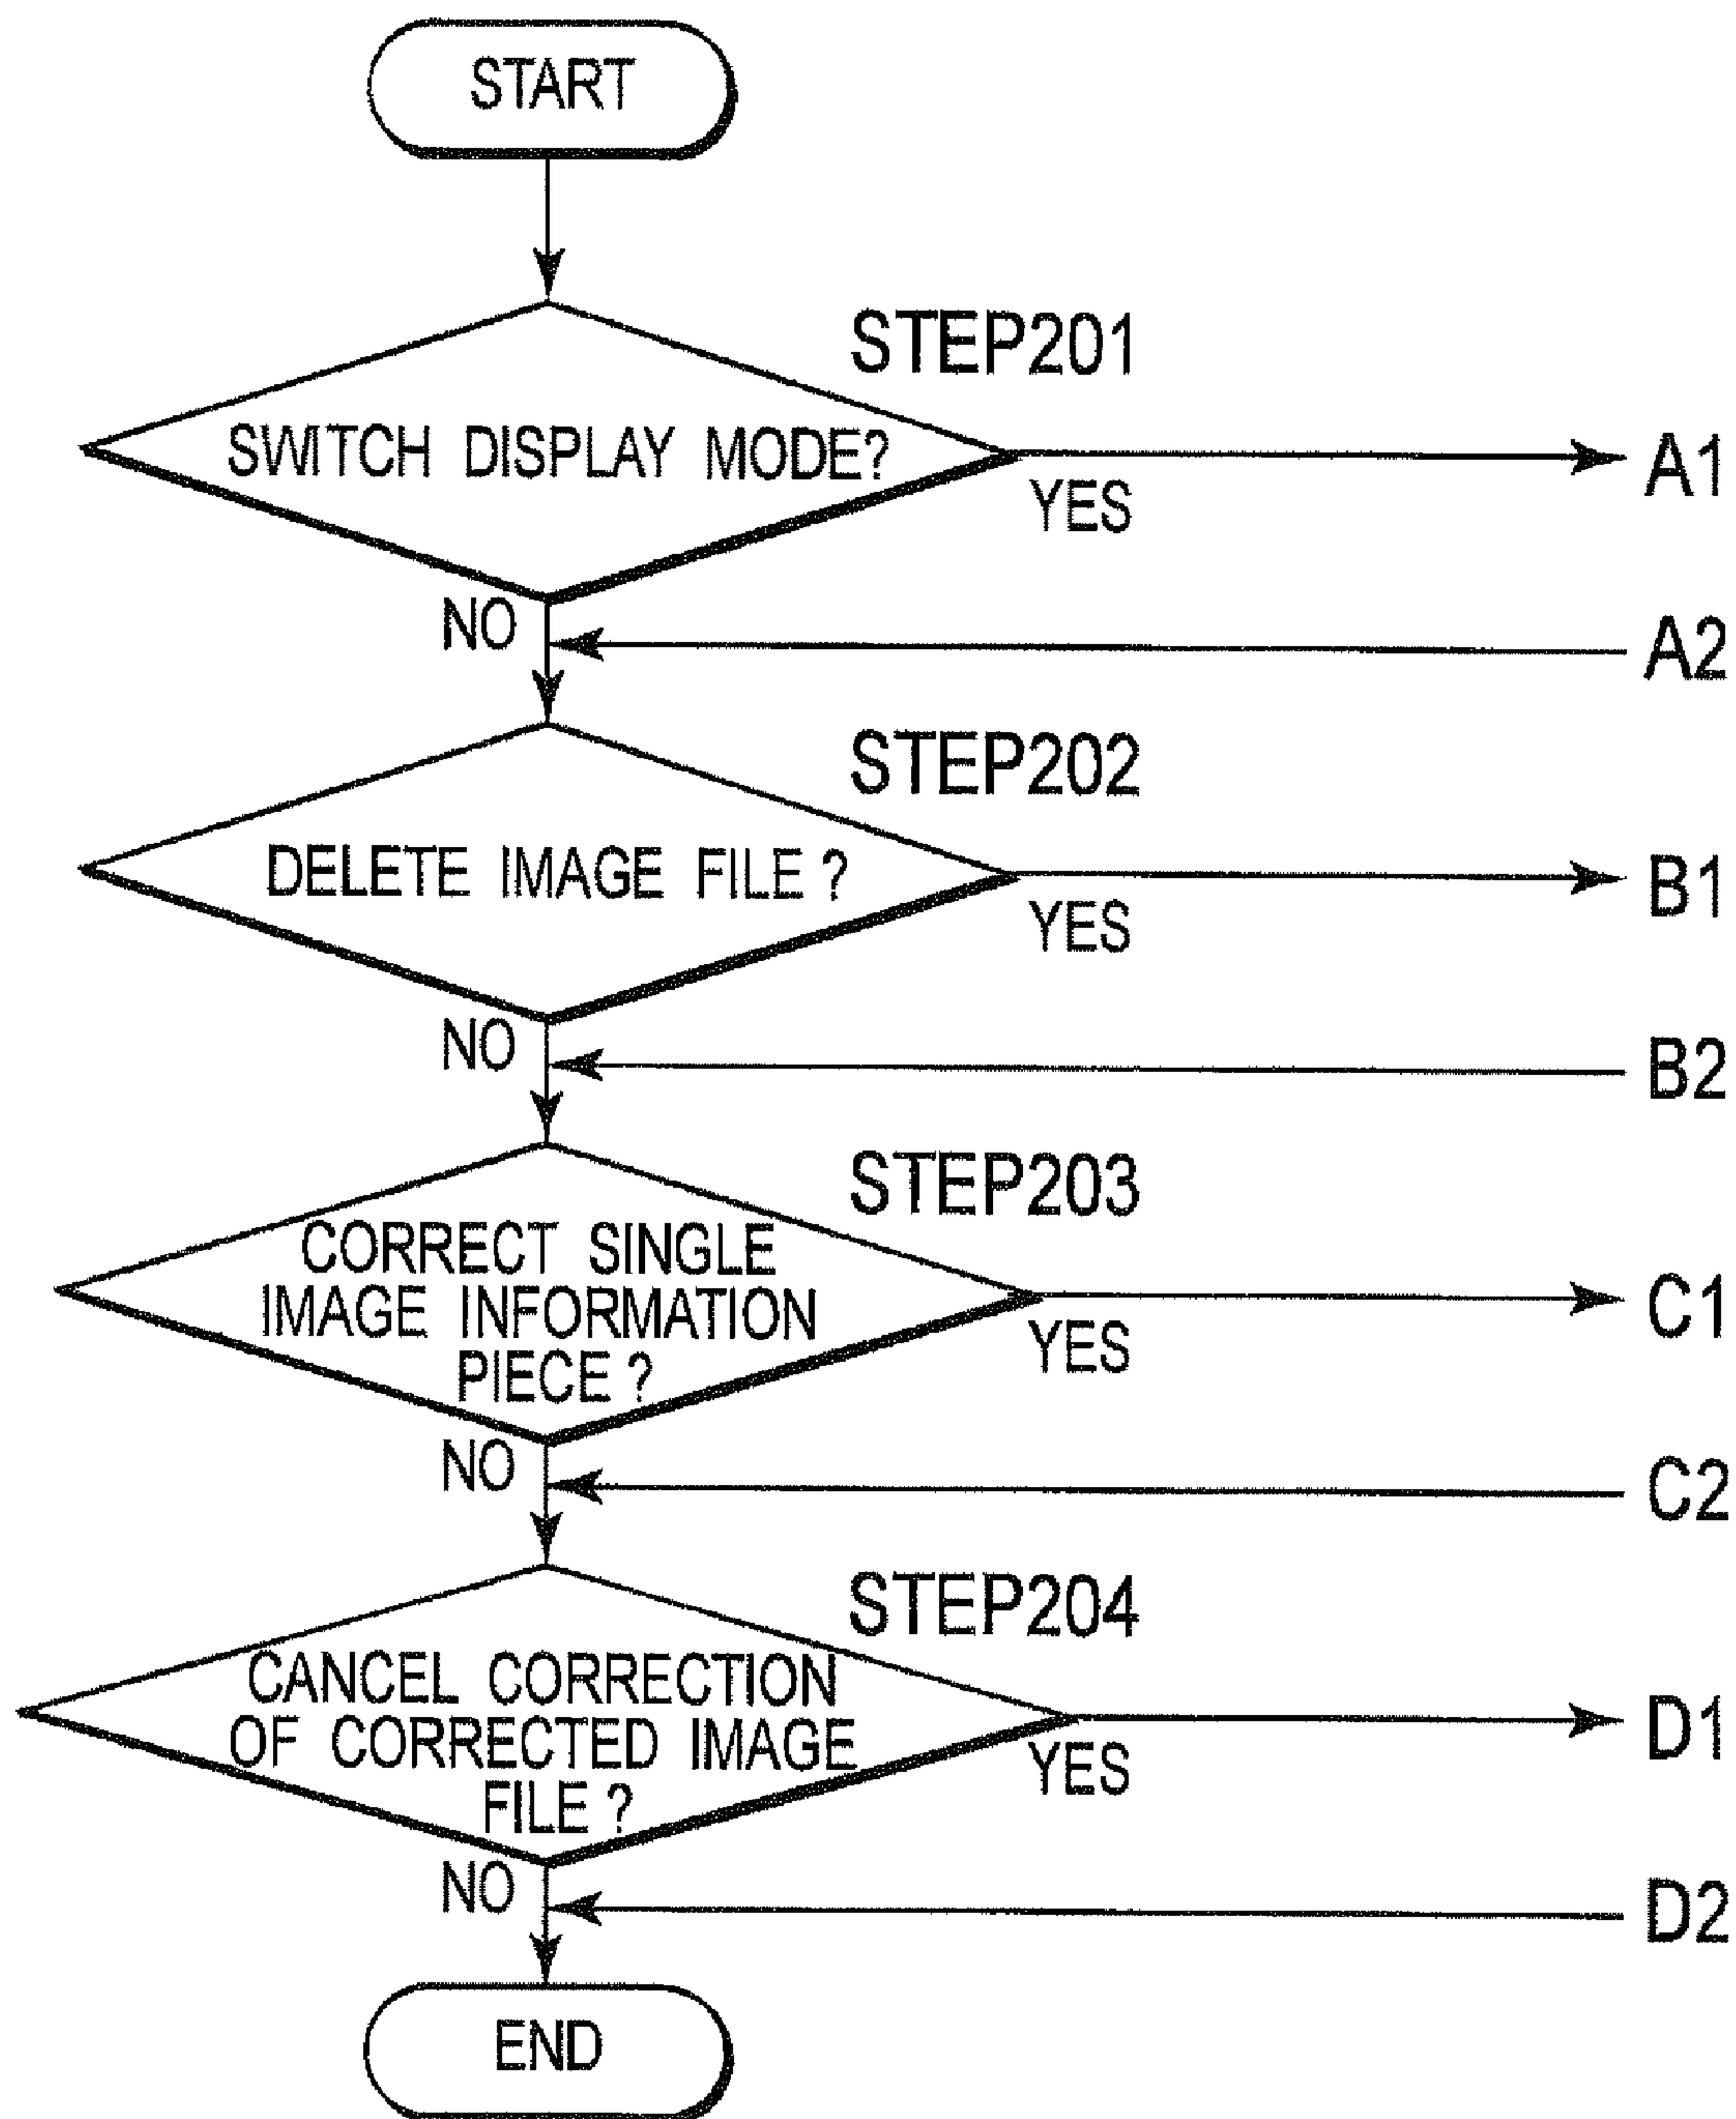 START
STEP201
SWITCH DISPLAY MODE?
YES
A1
NO
A2
STEP202
DELETE IMAGE FILE ?
YES
B1
NO
B2
STEP203
CORRECT SINGLE
IMAGE INFORMATION
PIECE ?
YES
C1
NO
C2
STEP204
CANCEL CORRECTION
OF CORRECTED IMAGE
FILE ?
YES
D1
NO
D2
END